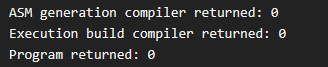 ASM generation compiler returned: 0
Execution build compiler returned: 0
Program returned: 0